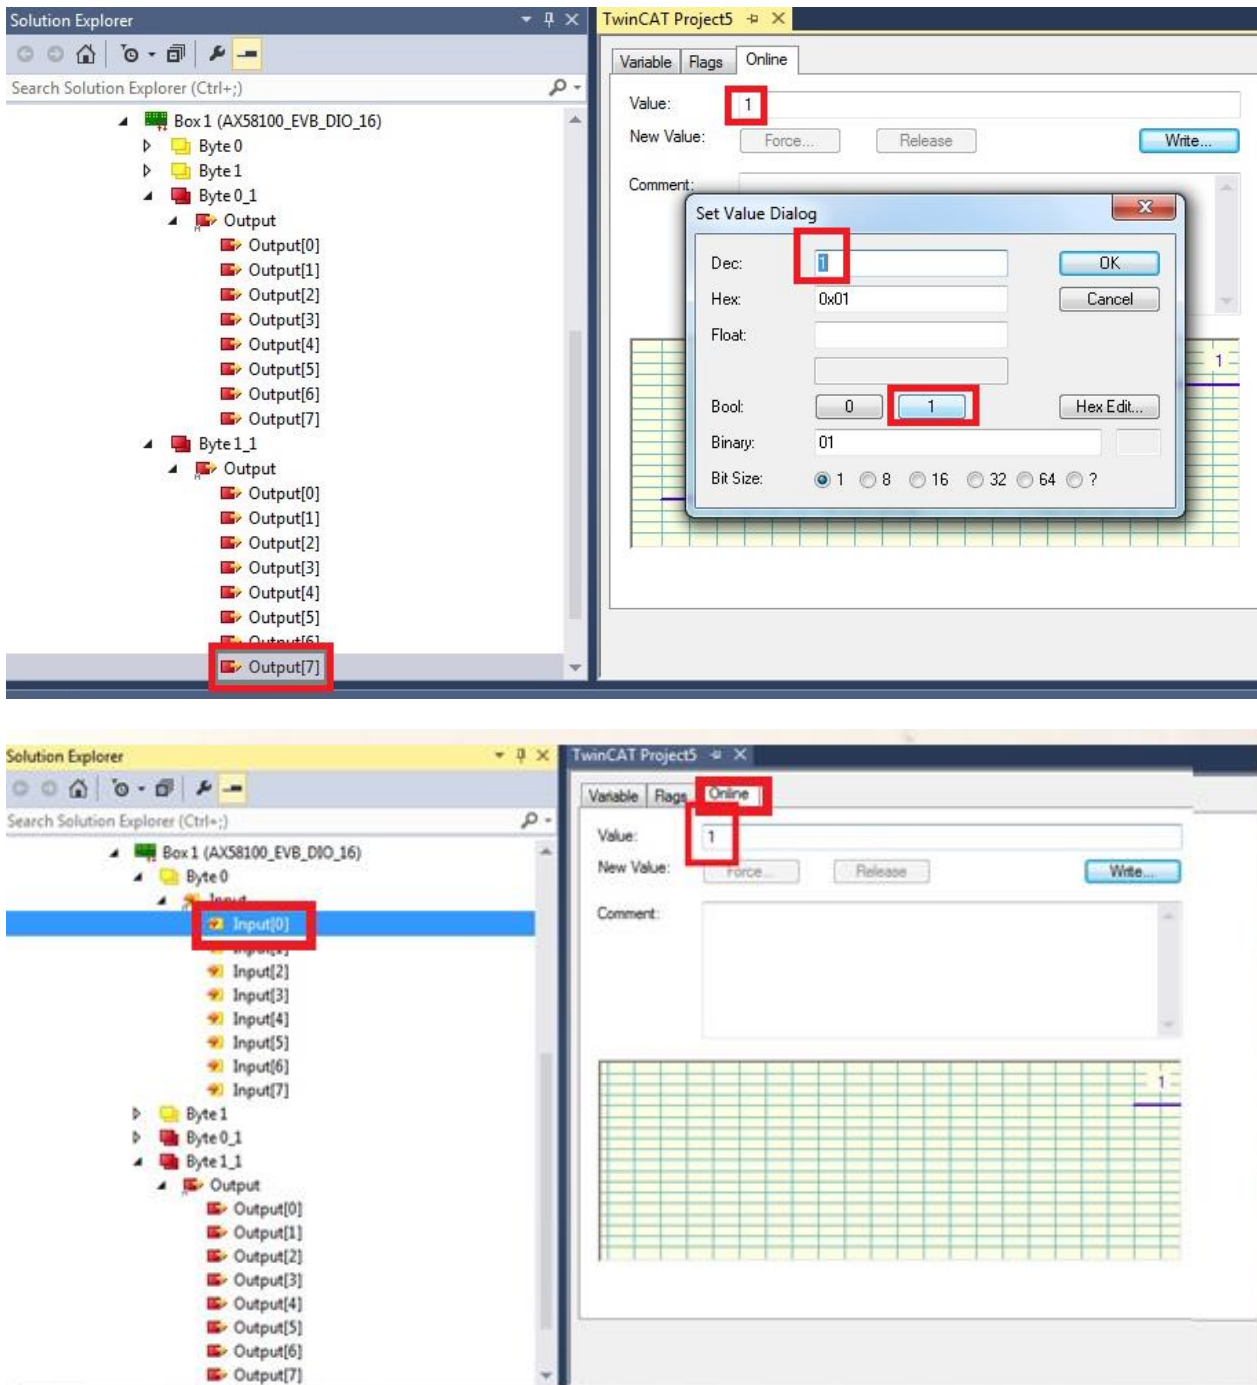 Solution Explorer
Search Solution Explorer (Ctrl+;)
Box 1 (AX58100_EVB_DIO_16)
Byte 0
Byte 1
Byte 0_1
Output
Output[0]
Output[1]
Output[2]
Output[3]
Output[4]
Output[5]
Output[6]
Output[7]
Byte 1_1
Output
Output[0]
Output[1]
Output[2]
Output[3]
Output[4]
Output[5]
Output[6]
Output[7]
TwinCAT Project5
Variable Flags Online
Value: 1
New Value: Force... Release Write...
Comment:
Set Value Dialog
Dec: 1 OK
Hex: 0x01 Cancel
Float:
Bool: 0 1 Hex Edit...
Binary: 01
Bit Size: 1 8 16 32 64 ?
1
Solution Explorer
Search Solution Explorer (Ctrl+;)
Box 1 (AX58100_EVB_DIO_16)
Byte 0
Input
Input[0]
Input[1]
Input[2]
Input[3]
Input[4]
Input[5]
Input[6]
Input[7]
Byte 1
Byte 0_1
Byte 1_1
Output
Output[0]
Output[1]
Output[2]
Output[3]
Output[4]
Output[5]
Output[6]
Output[7]
TwinCAT Project5
Variable Flags Online
Value: 1
New Value: Force... Release Write...
Comment:
1